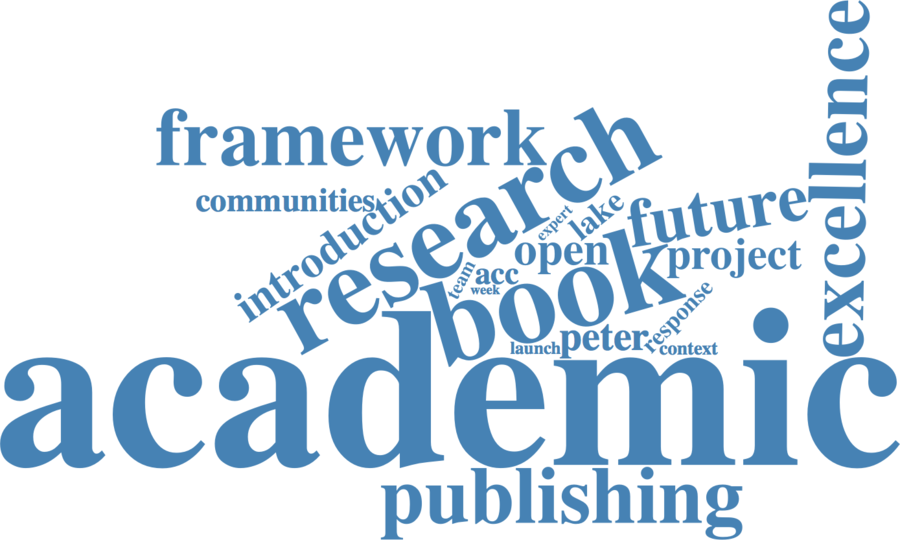 excellence
framework
research
communities
introduction
expert
lake
future
open
book
project
team
acc
week
response
launch
peter
context
academic
publishing